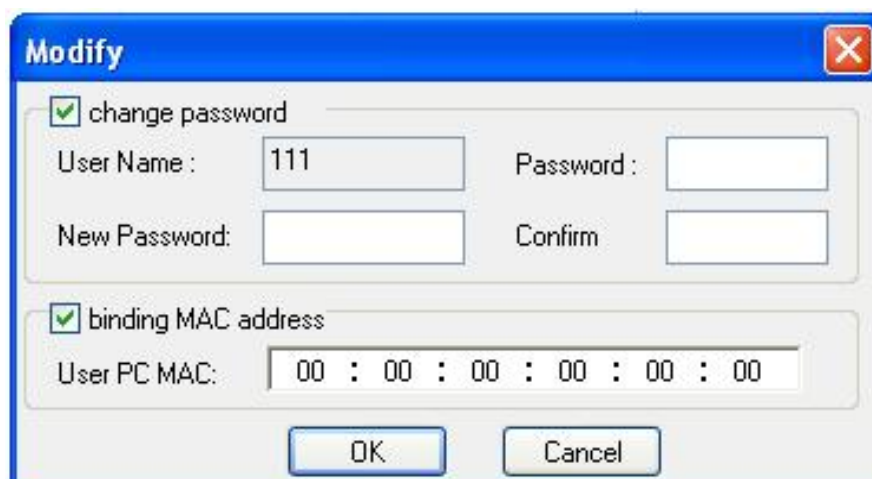 Modify
change password
User Name : 111 Password :
New Password: Confirm
binding MAC address
User PC MAC: 00 : 00 : 00 : 00 : 00 : 00
OK Cancel